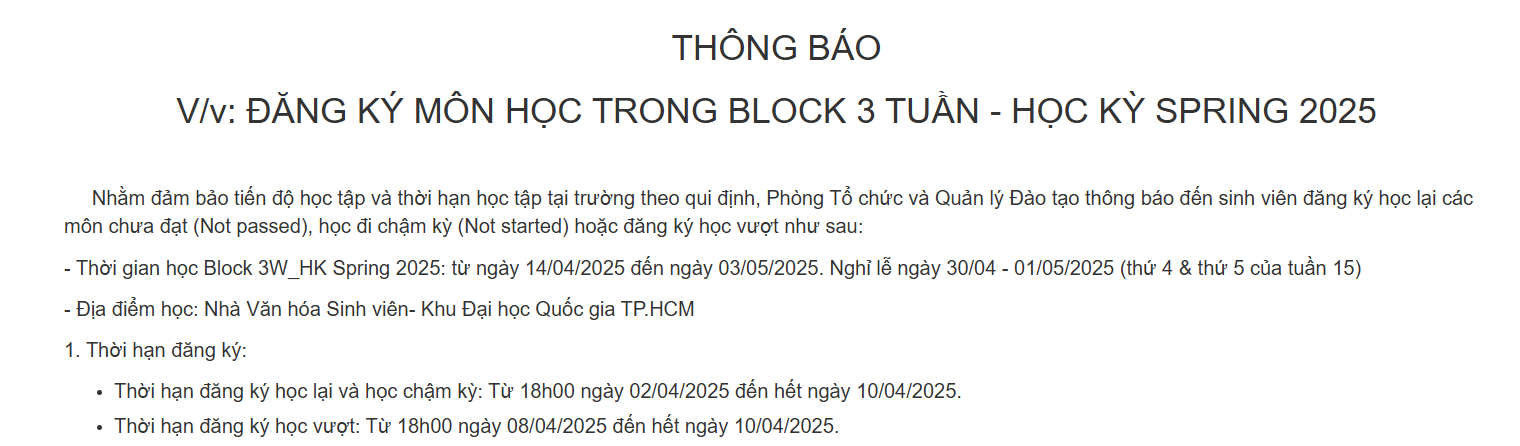 THÔNG BÁO
V/v: ĐĂNG KÝ MÔN HỌC TRONG BLOCK 3 TUẦN - HỌC KỲ SPRING 2025
Nhằm đảm bảo tiến độ học tập và thời hạn học tập tại trường theo qui định, Phòng Tổ chức và Quản lý Đào tạo thông báo đến sinh viên đăng ký học lại các
môn chưa đạt (Not passed), học đi chậm kỳ (Not started) hoặc đăng ký học vượt như sau:
- Thời gian học Block 3W_HK Spring 2025: từ ngày 14/04/2025 đến ngày 03/05/2025. Nghỉ lễ ngày 30/04 - 01/05/2025 (thứ 4 & thứ 5 của tuần 15)
- Địa điểm học: Nhà Văn hóa Sinh viên- Khu Đại học Quốc gia TP.HCM
1. Thời hạn đăng ký:
• Thời hạn đăng ký học lại và học chậm kỳ: Từ 18h00 ngày 02/04/2025 đến hết ngày 10/04/2025.
• Thời hạn đăng ký học vượt: Từ 18h00 ngày 08/04/2025 đến hết ngày 10/04/2025.